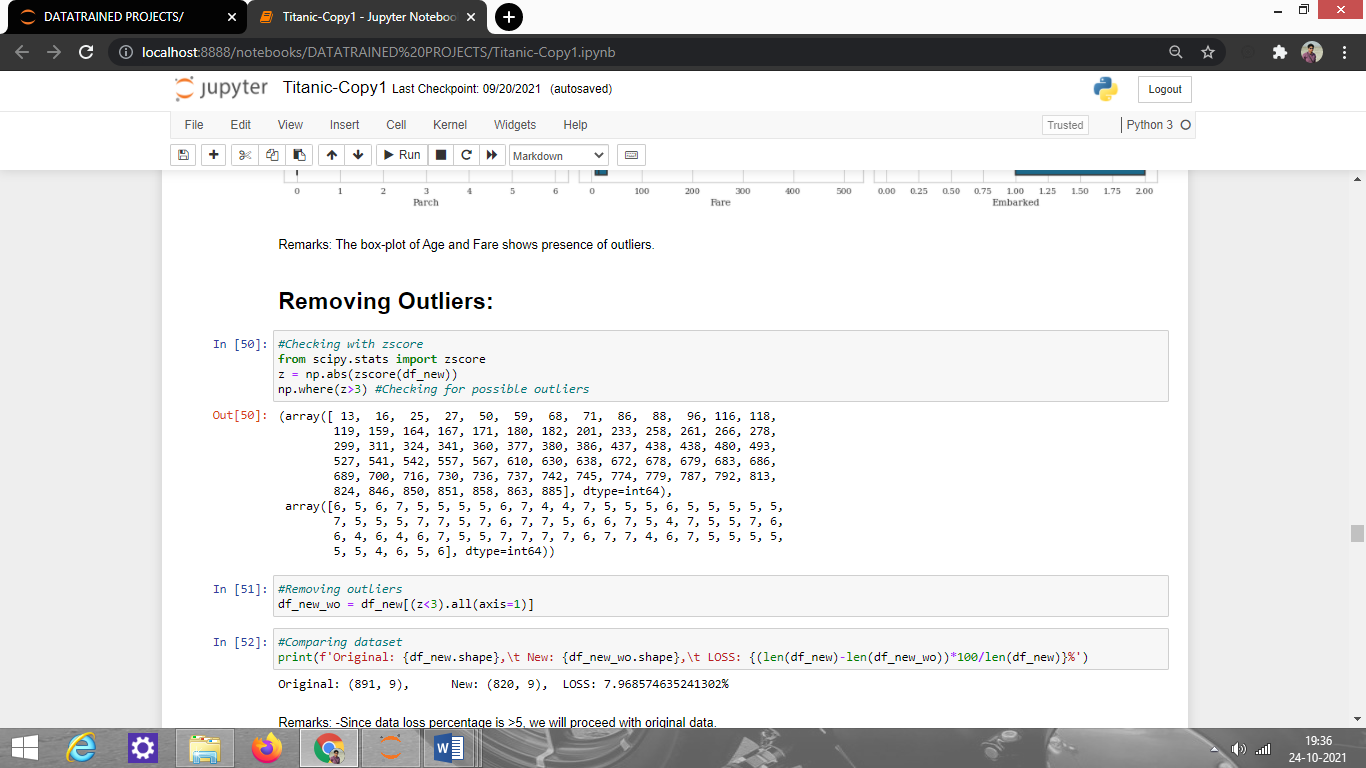 DATATRAINED PROJECTS/
Titanic-Copy1 - Jupyter Noteboo
localhost:8888/notebooks/DATATRAINED%20PROJECTS/Titanic-Copy1.ipynb
jupyter Titanic-Copy1 Last Checkpoint: 09/20/2021 (autosaved)
Logout
File Edit View Insert Cell Kernel Widgets Help
Trusted
Python 3
Run
Markdown
0 1 2 3 4 5 6
Parch
0 100 200 300 400 500
Fare
0.00 0.25 0.50 0.75 1.00 1.25 1.50 1.75 2.00
Embarked
Remarks: The box-plot of Age and Fare shows presence of outliers.
Removing Outliers:
In [50]: #Checking with zscore
from scipy.stats import zscore
z = np.abs(zscore(df_new))
np.where(z>3) #Checking for possible outliers
Out[50]: (array([ 13, 16, 25, 27, 50, 59, 68, 71, 86, 88, 96, 116, 118,
119, 159, 164, 167, 171, 180, 182, 201, 233, 258, 261, 266, 278,
299, 311, 324, 341, 360, 377, 380, 386, 437, 438, 438, 480, 493,
527, 541, 542, 557, 567, 610, 630, 638, 672, 678, 679, 683, 686,
689, 700, 716, 730, 736, 737, 742, 745, 774, 779, 787, 792, 813,
824, 846, 850, 851, 858, 863, 885], dtype=int64),
array([6, 5, 6, 7, 5, 5, 5, 5, 6, 7, 4, 4, 7, 5, 5, 5, 6, 5, 5, 5, 5, 5,
7, 5, 5, 5, 7, 7, 5, 7, 6, 7, 7, 5, 6, 6, 7, 5, 4, 7, 5, 5, 7, 6,
6, 4, 6, 4, 6, 7, 5, 5, 7, 7, 7, 7, 6, 7, 7, 4, 6, 7, 5, 5, 5, 5,
5, 5, 4, 6, 5, 6], dtype=int64))
In [51]: #Removing outliers
df_new_wo = df_new[(z<3).all(axis=1)]
In [52]: #Comparing dataset
print(f'Original: {df_new.shape},\t New: {df_new_wo.shape},\t LOSS: {(len(df_new)-len(df_new_wo))*100/len(df_new)}%')
Original: (891, 9), New: (820, 9), LOSS: 7.968574635241302%
Remarks: -Since data loss percentage is >5, we will proceed with original data.
19:36
24-10-2021